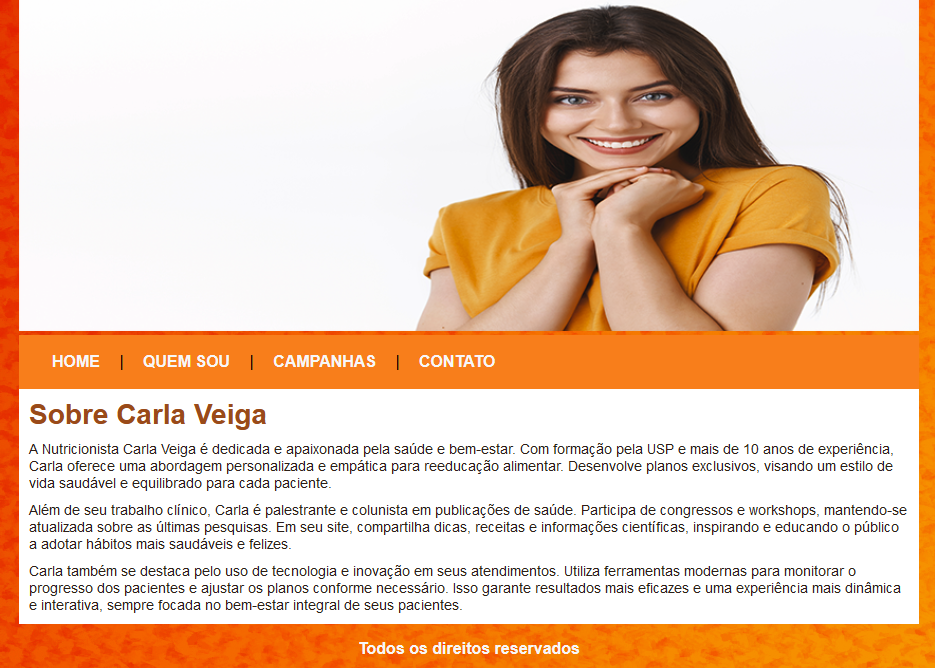 HOME | QUEM SOU | CAMPANHAS | CONTATO
Sobre Carla Veiga
A Nutricionista Carla Veiga é dedicada e apaixonada pela saúde e bem-estar. Com formação pela USP e mais de 10 anos de experiência,
Carla oferece uma abordagem personalizada e empática para reeducação alimentar. Desenvolve planos exclusivos, visando um estilo de
vida saudável e equilibrado para cada paciente.
Além de seu trabalho clínico, Carla é palestrante e colunista em publicações de saúde. Participa de congressos e workshops, mantendo-se
atualizada sobre as últimas pesquisas. Em seu site, compartilha dicas, receitas e informações científicas, inspirando e educando o público
a adotar hábitos mais saudáveis e felizes.
Carla também se destaca pelo uso de tecnologia e inovação em seus atendimentos. Utiliza ferramentas modernas para monitorar o
progresso dos pacientes e ajustar os planos conforme necessário. Isso garante resultados mais eficazes e uma experiência mais dinâmica
e interativa, sempre focada no bem-estar integral de seus pacientes.
Todos os direitos reservados